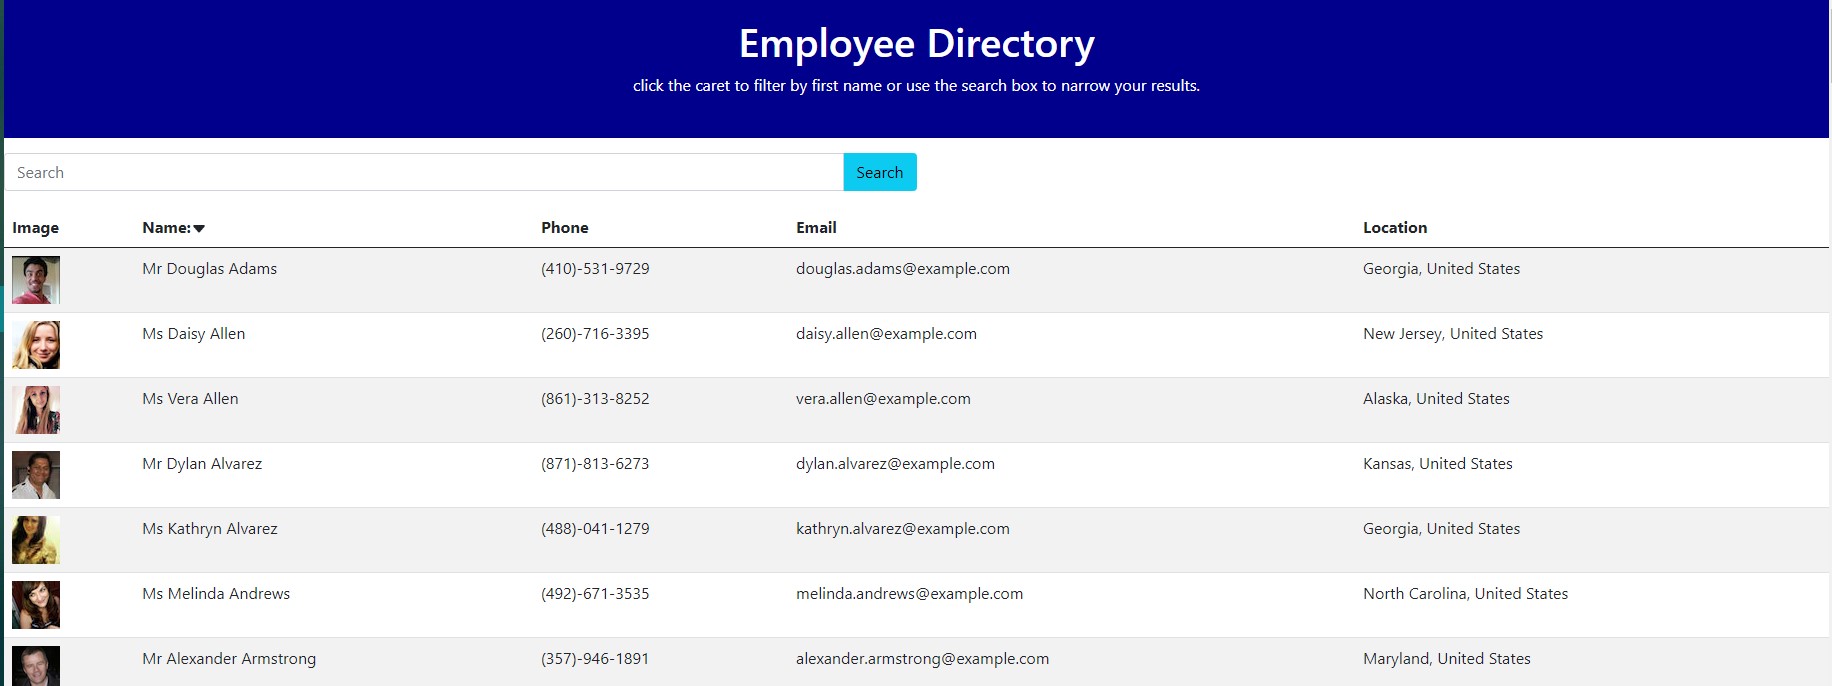 Employee Directory
click the caret to filter by first name or use the search box to narrow your results.
Search Search
Image Name: Phone Email Location
Mr Douglas Adams (410)-531-9729 douglas.adams@example.com Georgia, United States
Ms Daisy Allen (260)-716-3395 daisy.allen@example.com New Jersey, United States
Ms Vera Allen (861)-313-8252 vera.allen@example.com Alaska, United States
Mr Dylan Alvarez (871)-813-6273 dylan.alvarez@example.com Kansas, United States
Ms Kathryn Alvarez (488)-041-1279 kathryn.alvarez@example.com Georgia, United States
Ms Melinda Andrews (492)-671-3535 melinda.andrews@example.com North Carolina, United States
Mr Alexander Armstrong (357)-946-1891 alexander.armstrong@example.com Maryland, United States